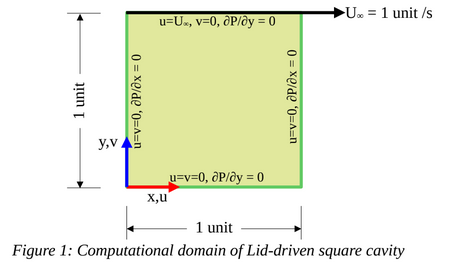 U∞ = 1 unit /s
u=U∞, v=0, ∂P/∂y = 0
u=v=0, ∂P/∂x = 0
u=v=0, ∂P/∂x = 0
1 unit
y,v
u=v=0, ∂P/∂y = 0
x,u
1 unit
Figure 1: Computational domain of Lid-driven square cavity